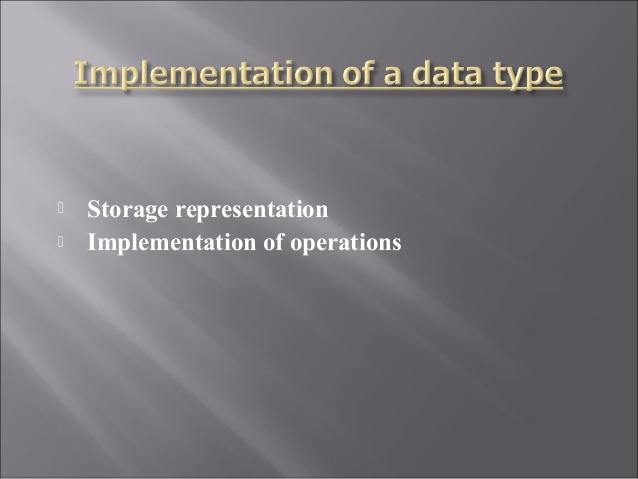 Implementation of a data type
Storage representation
Implementation of operations